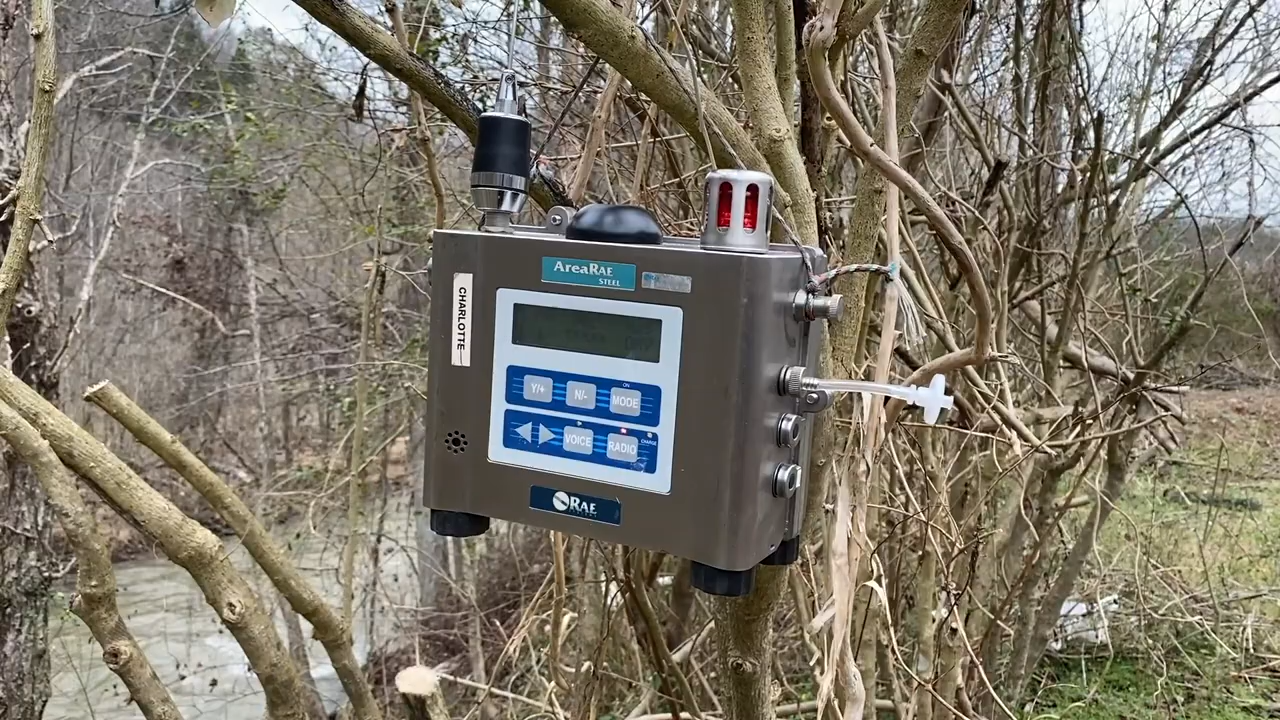 AreaRAE
STEEL
CHARLOTTE
Y/+
N/-
ON
MODE
VOICE
RADIO
CHARGE
RAE